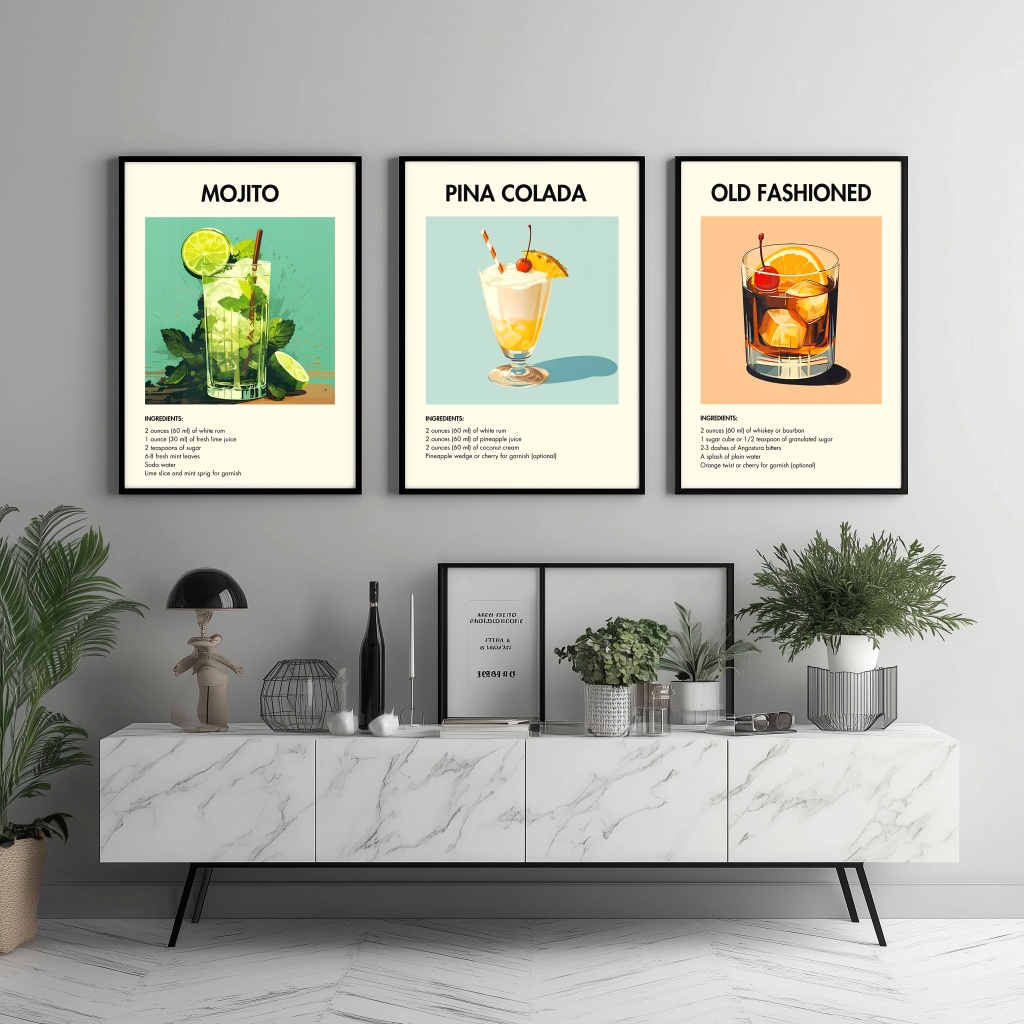 MOJITO
INGREDIENTS:
2 ounces (60 ml) of white rum
1 ounce (30 ml) of fresh lime juice
2 teaspoons of sugar
6-8 fresh mint leaves
Soda water
Lime slice and mint sprig for garnish
PINA COLADA
INGREDIENTS:
2 ounces (60 ml) of white rum
2 ounces (60 ml) of pineapple juice
2 ounces (60 ml) of coconut cream
Pineapple wedge or cherry for garnish (optional)
OLD FASHIONED
INGREDIENTS:
2 ounces (60 ml) of whiskey or bourbon
1 sugar cube or 1/2 teaspoon of granulated sugar
2-3 dashes of Angostura bitters
A splash of plain water
Orange twist or cherry for garnish (optional)